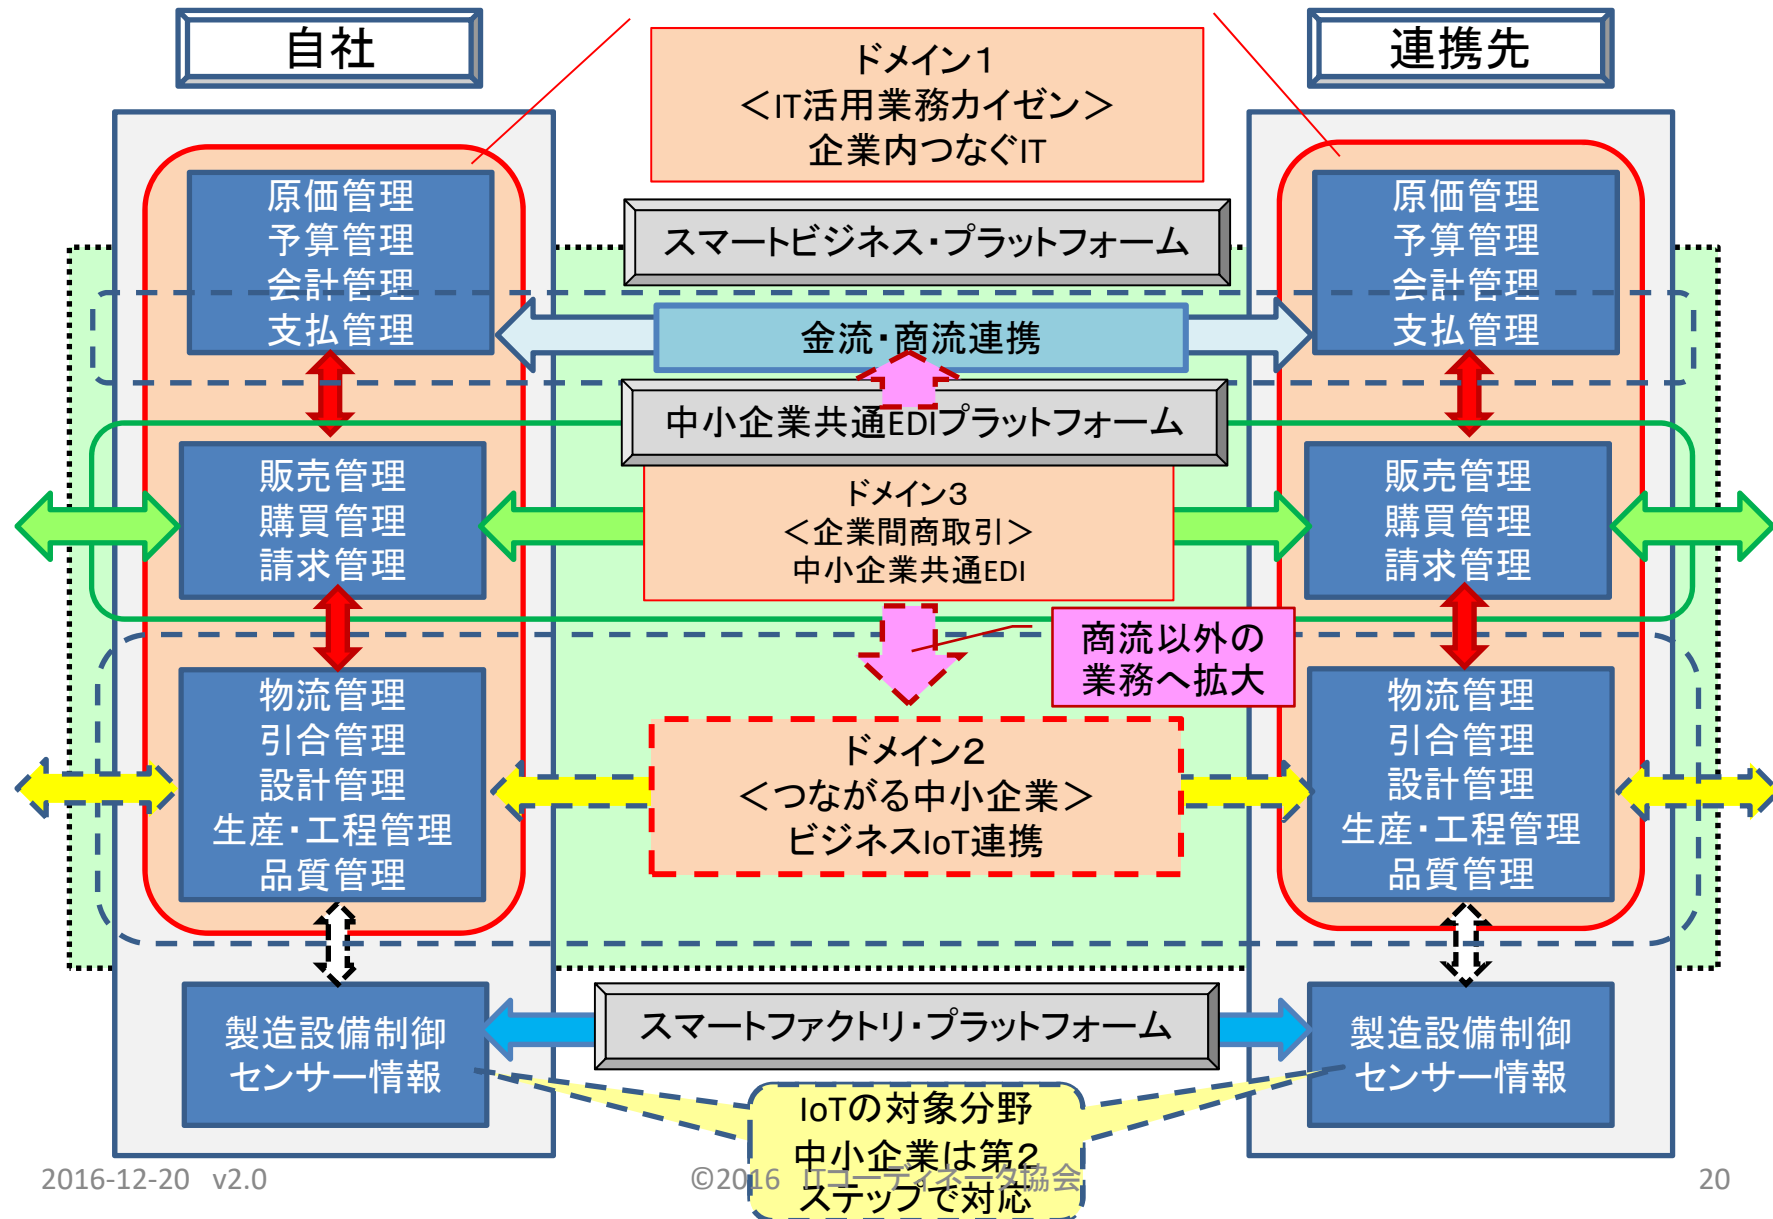 自社
連携先
ドメイン1
＜IT活用業務カイゼン＞
企業内つなぐIT
原価管理
予算管理
会計管理
支払管理
スマートビジネス・プラットフォーム
原価管理
予算管理
会計管理
支払管理
金流・商流連携
中小企業共通EDIプラットフォーム
販売管理
購買管理
請求管理
ドメイン3
＜企業間商取引＞
中小企業共通EDI
販売管理
購買管理
請求管理
商流以外の
業務へ拡大
物流管理
引合管理
設計管理
生産・工程管理
品質管理
ドメイン2
＜つながる中小企業＞
ビジネスIoT連携
物流管理
引合管理
設計管理
生産・工程管理
品質管理
製造設備制御
センサー情報
スマートファクトリ・プラットフォーム
製造設備制御
センサー情報
IoTの対象分野
中小企業は第2
ステップで対応
2016-12-20 v2.0
©2016 ITコーディネータ協会
20